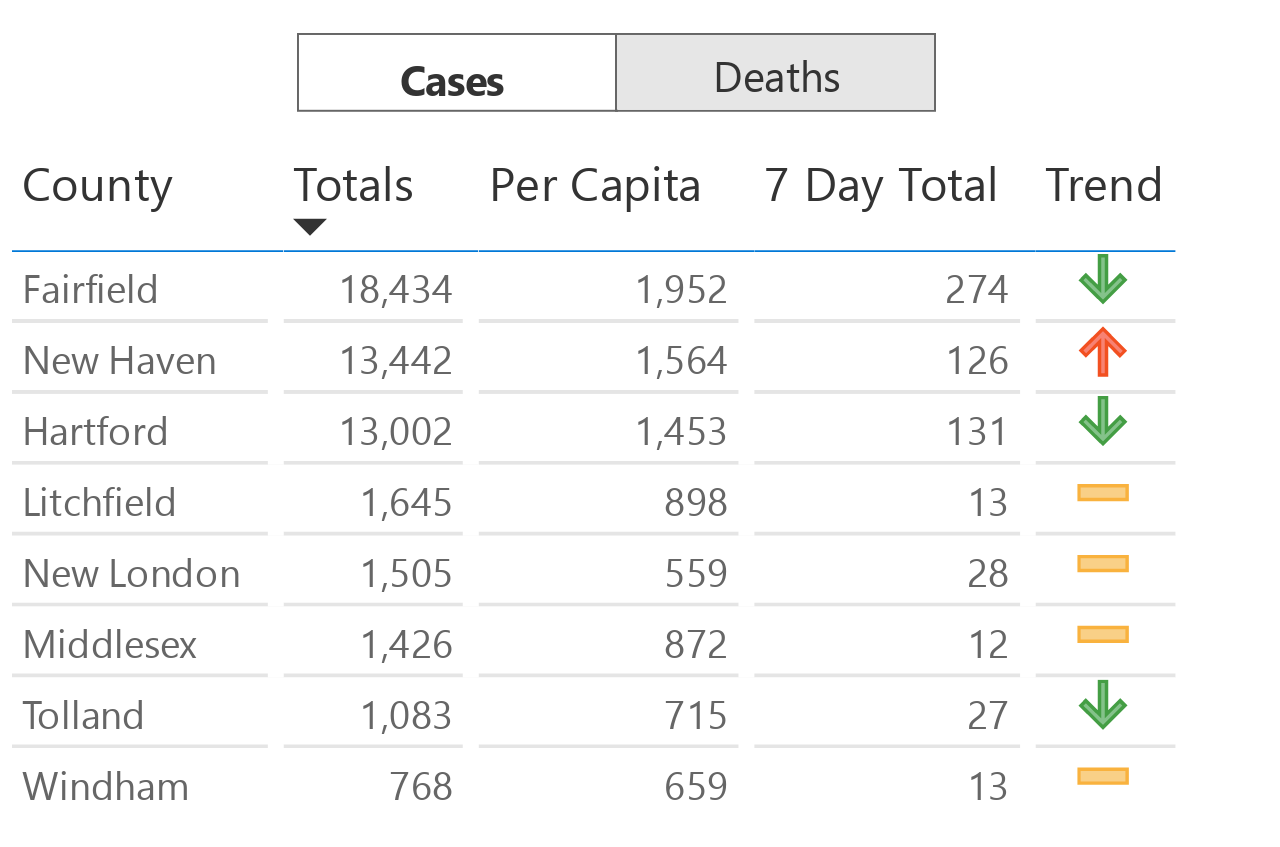 Cases Deaths
County Totals Per Capita 7 Day Total Trend
Fairfield 18,434 1,952 274
New Haven 13,442 1,564 126
Hartford 13,002 1,453 131
Litchfield 1,645 898 13
New London 1,505 559 28
Middlesex 1,426 872 12
Tolland 1,083 715 27
Windham 768 659 13